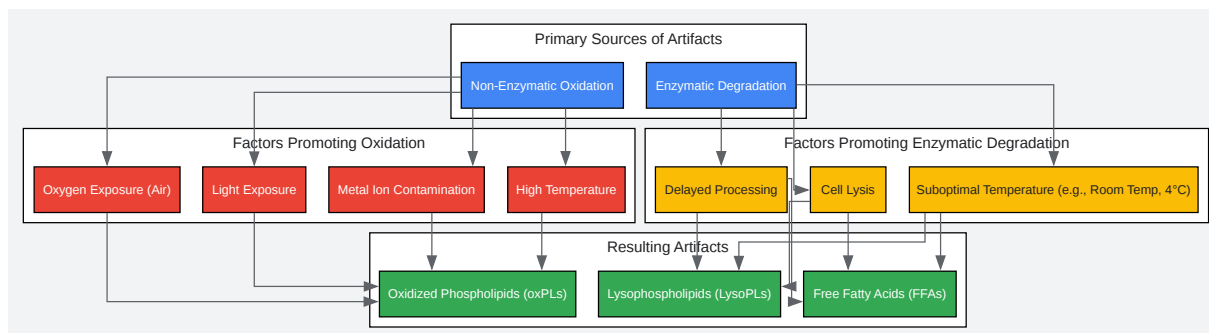 Primary Sources of Artifacts
Non-Enzymatic Oxidation
Enzymatic Degradation
Factors Promoting Oxidation
Oxygen Exposure (Air)
Light Exposure
Metal Ion Contamination
High Temperature
Factors Promoting Enzymatic Degradation
Delayed Processing
Cell Lysis
Suboptimal Temperature (e.g., Room Temp, 4°C)
Resulting Artifacts
Oxidized Phospholipids (oxPLs)
Lysophospholipids (LysoPLs)
Free Fatty Acids (FFAs)